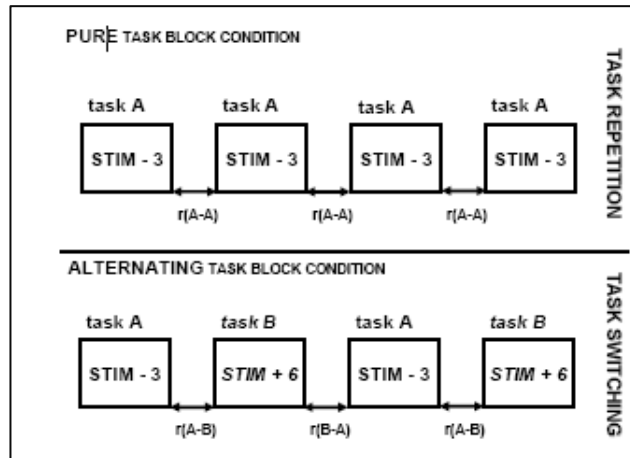 PURE TASK BLOCK CONDITION
task A task A task A task A
STIM - 3 STIM - 3 STIM - 3 STIM - 3
r(A-A) r(A-A) r(A-A)
TASK REPETITION
ALTERNATING TASK BLOCK CONDITION
task A task B task A task B
STIM - 3 STIM + 6 STIM - 3 STIM + 6
r(A-B) r(B-A) r(A-B)
TASK SWITCHING